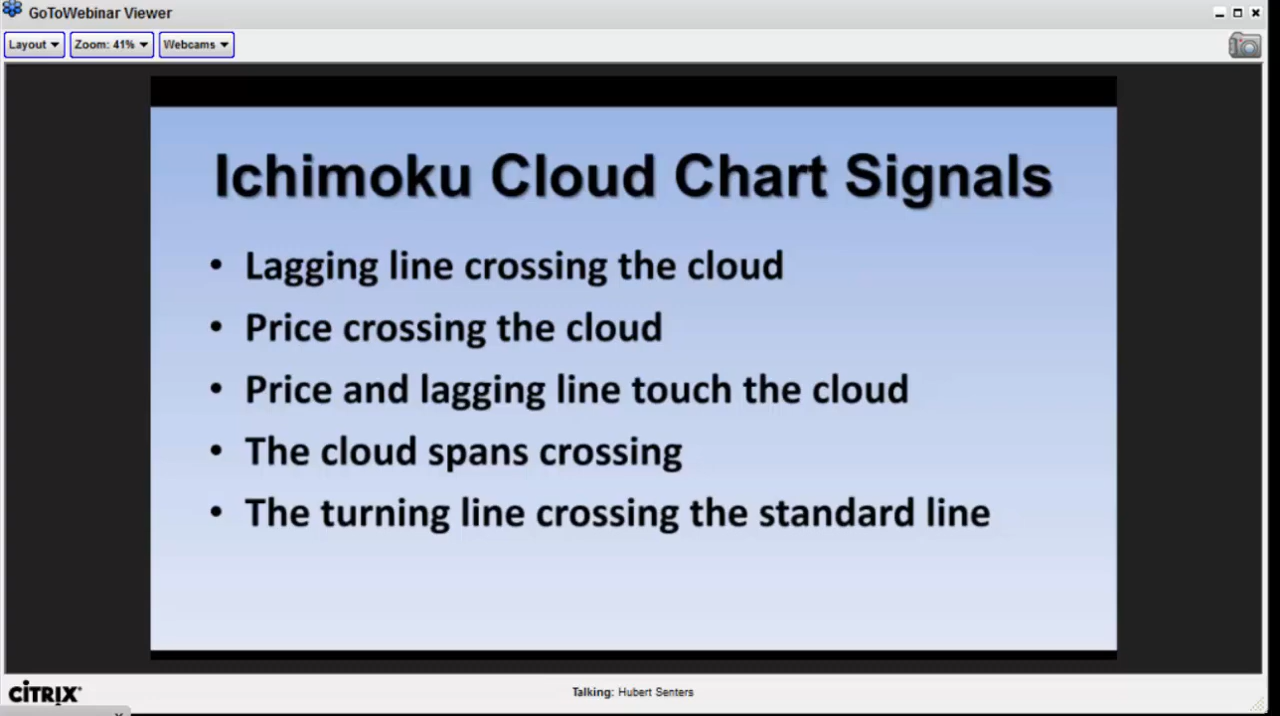 GoToWebinar Viewer
Layout Zoom: 41% Webcams
Ichimoku Cloud Chart Signals
• Lagging line crossing the cloud
• Price crossing the cloud
• Price and lagging line touch the cloud
• The cloud spans crossing
• The turning line crossing the standard line
CiTRIX
Talking: Hubert Senters